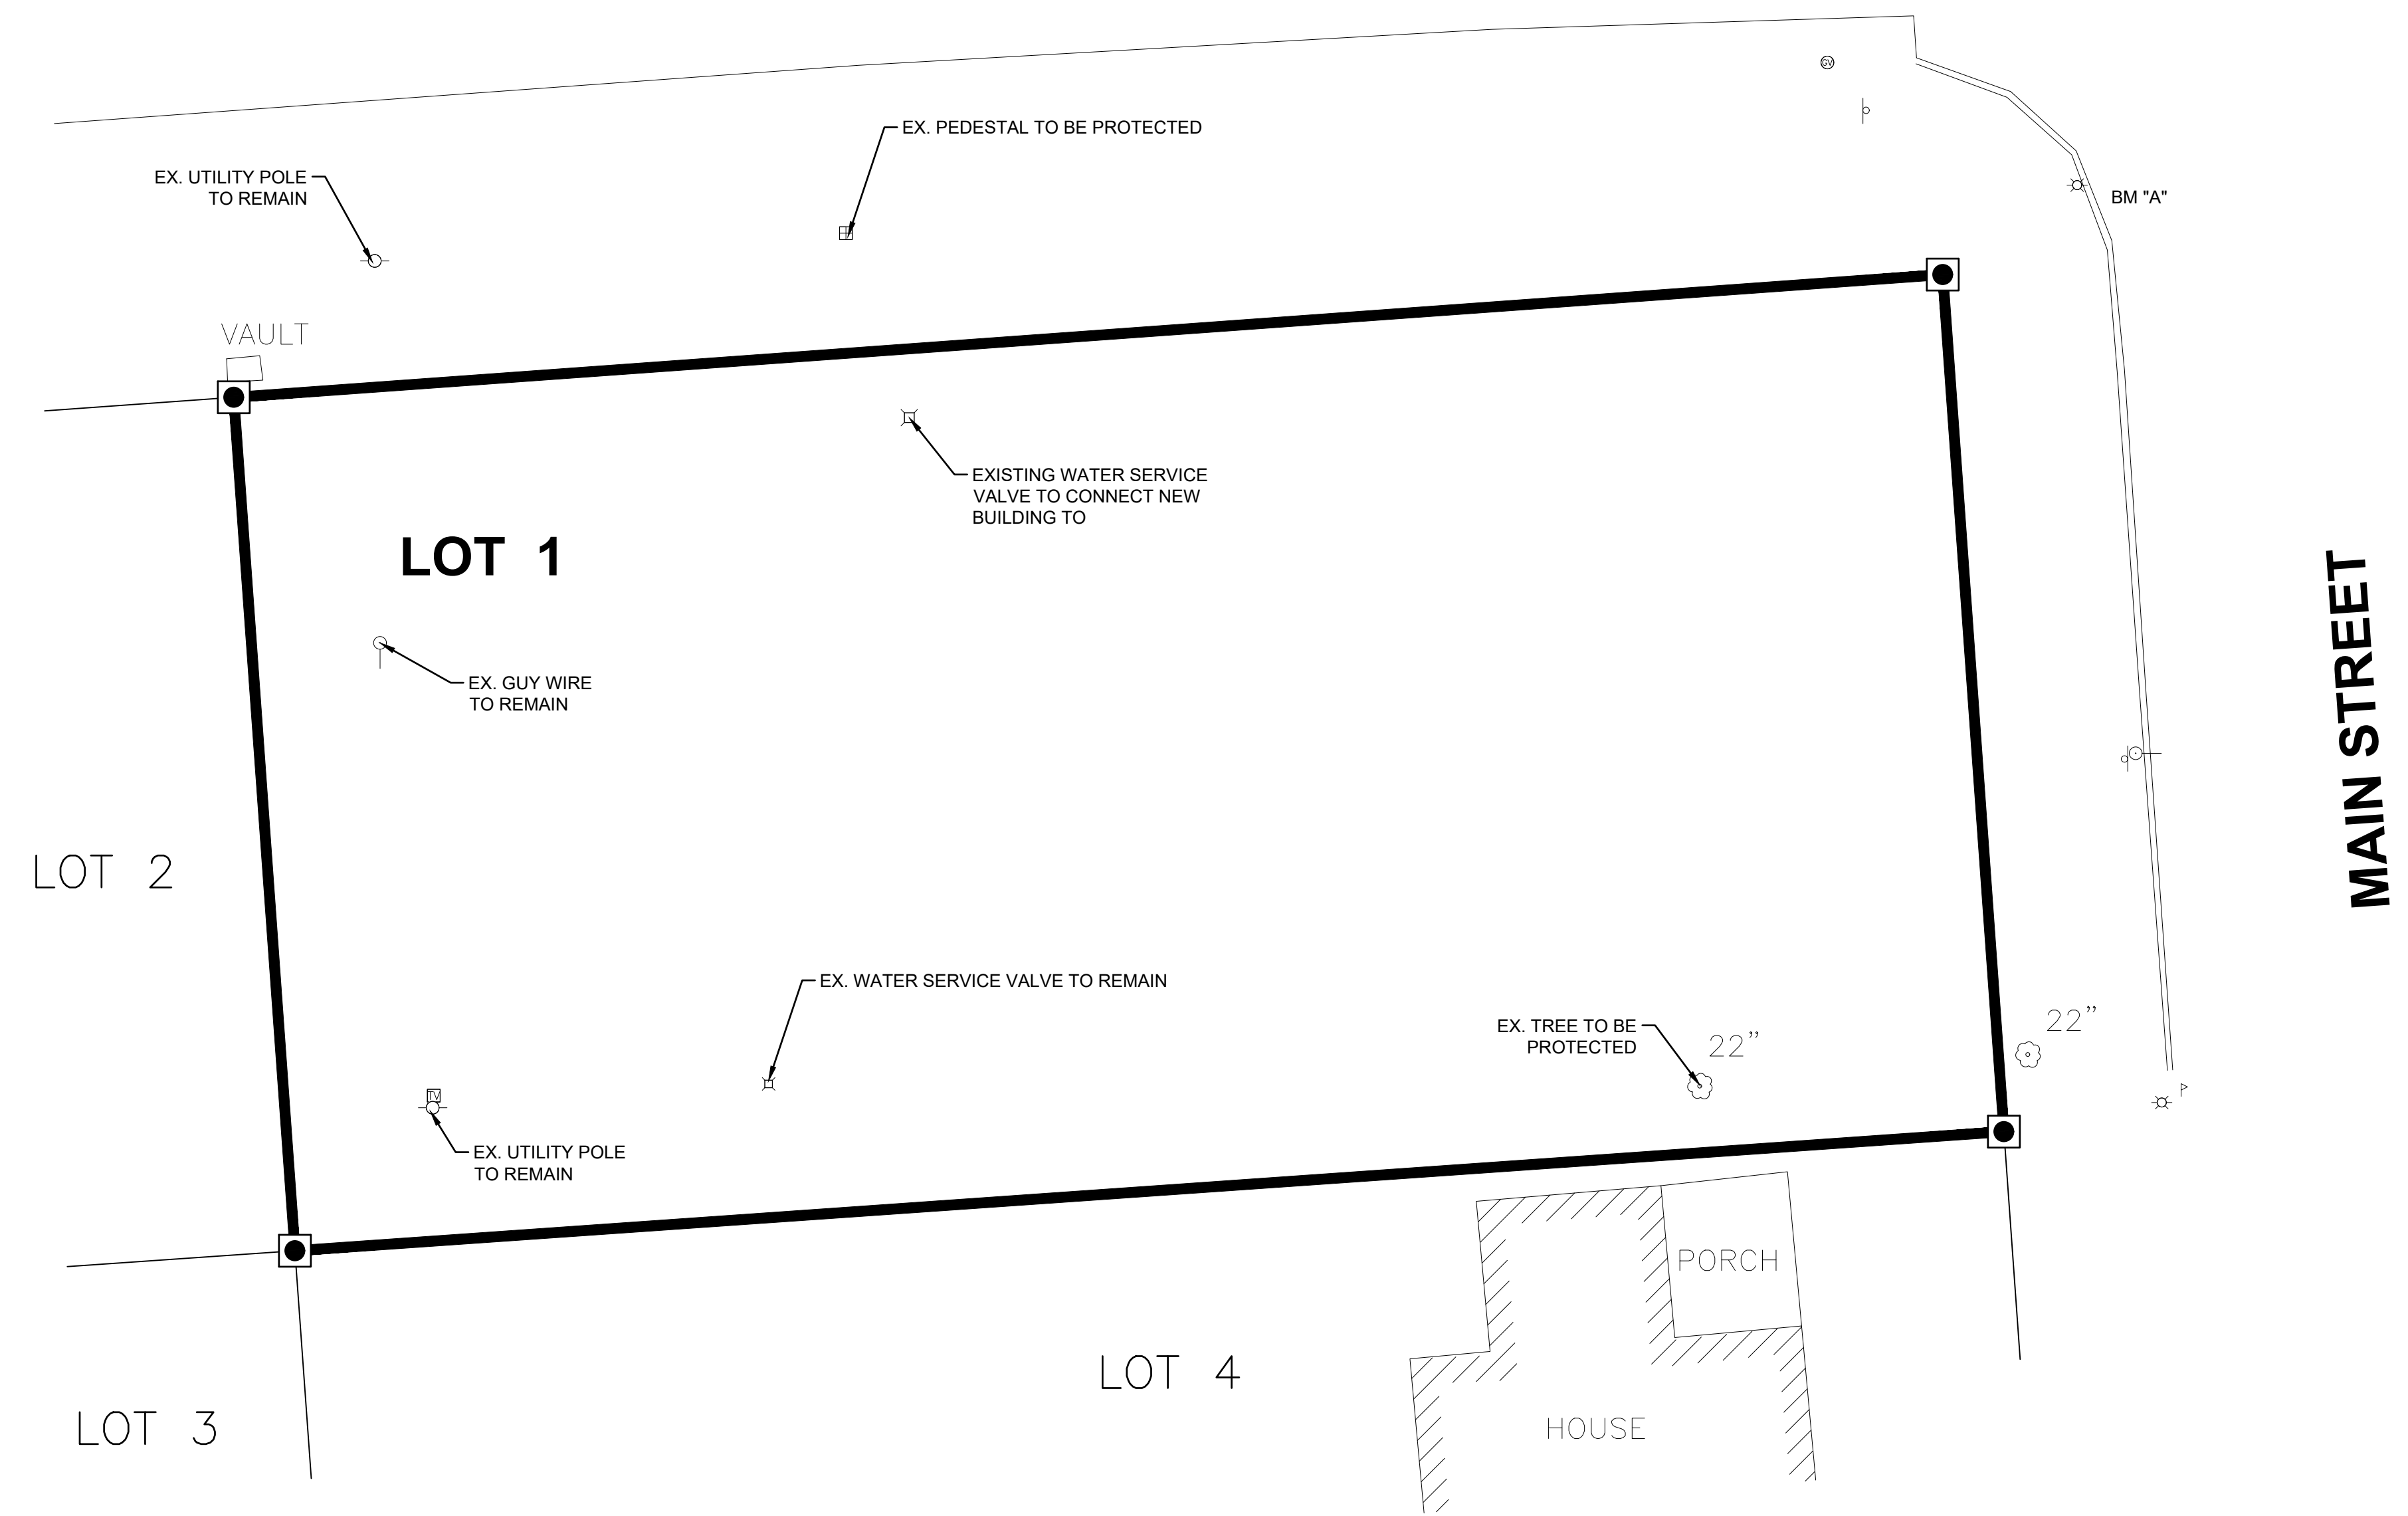 GV
EX. PEDESTAL TO BE PROTECTED
EX. UTILITY POLE
TO REMAIN
BM "A"
VAULT
EXISTING WATER SERVICE
VALVE TO CONNECT NEW
BUILDING TO
LOT 1
MAIN STREET
EX. GUY WIRE
TO REMAIN
LOT 2
EX. WATER SERVICE VALVE TO REMAIN
EX. TREE TO BE
PROTECTED
22”
22”
TV
EX. UTILITY POLE
TO REMAIN
PORCH
LOT 4
LOT 3
HOUSE